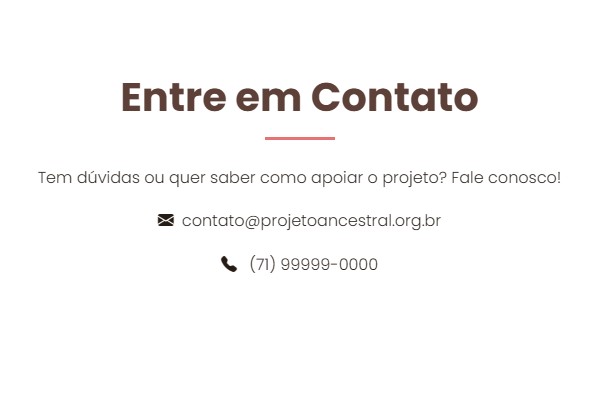 Entre em Contato
Tem dúvidas ou quer saber como apoiar o projeto? Fale conosco!
contato@projetoancestral.org.br
(71) 99999-0000